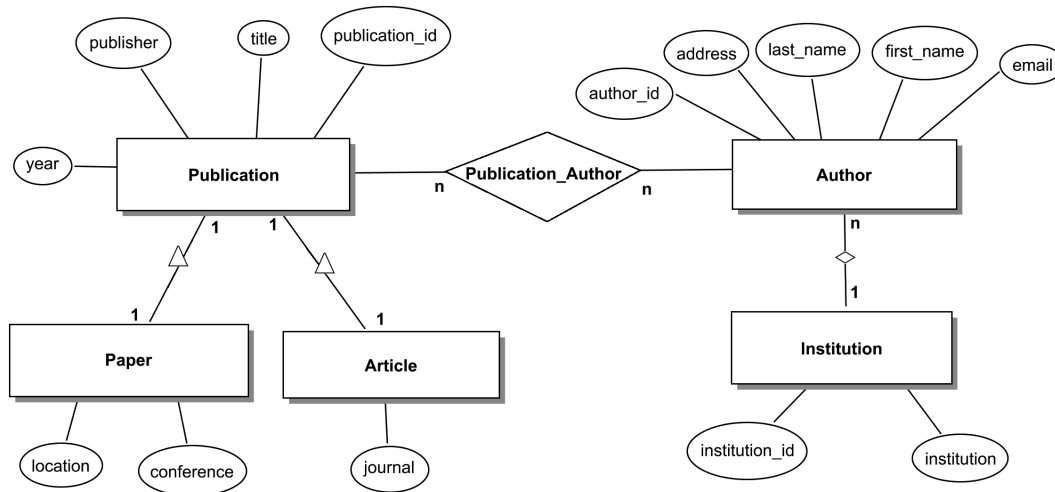 publisher
title
publication_id
year
Publication
1
1
n
Publication_Author
n
author_id
address
last_name
first_name
email
Author
n
1
Institution
institution_id
institution
1
Paper
location
conference
1
Article
journal